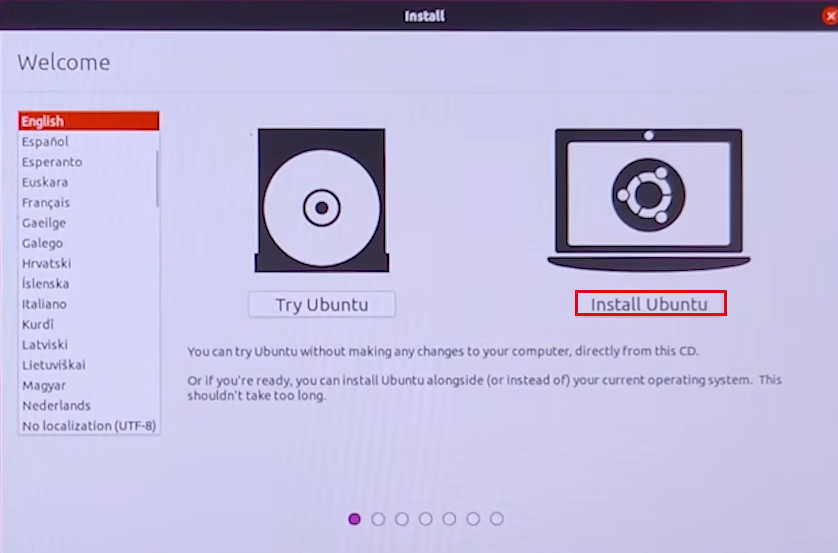 Install
Welcome
English
Español
Esperanto
Euskara
Français
Gaeilge
Galego
Hrvatski
Íslenska
Italiano
Kurdî
Latviski
Lietuviškai
Magyar
Nederlands
No localization (UTF-8)
Try Ubuntu
Install Ubuntu
You can try Ubuntu without making any changes to your computer, directly from this CD.
Or if you're ready, you can install Ubuntu alongside (or instead of) your current operating system. This
shouldn't take too long.